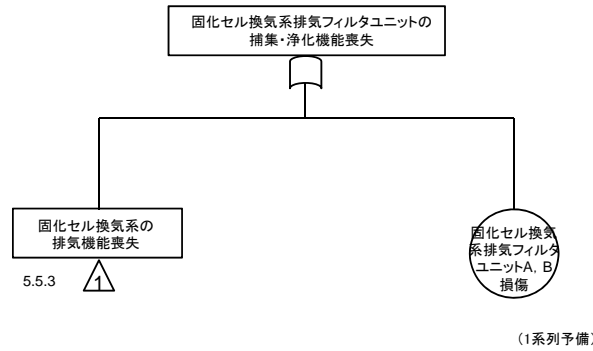 固化セル換気系排気フィルタユニットの
捕集・浄化機能喪失
固化セル換気系の
排気機能喪失
5.5.3
1
固化セル換気
系排気フィルタ
ユニットA, B
損傷
(1系列予備)